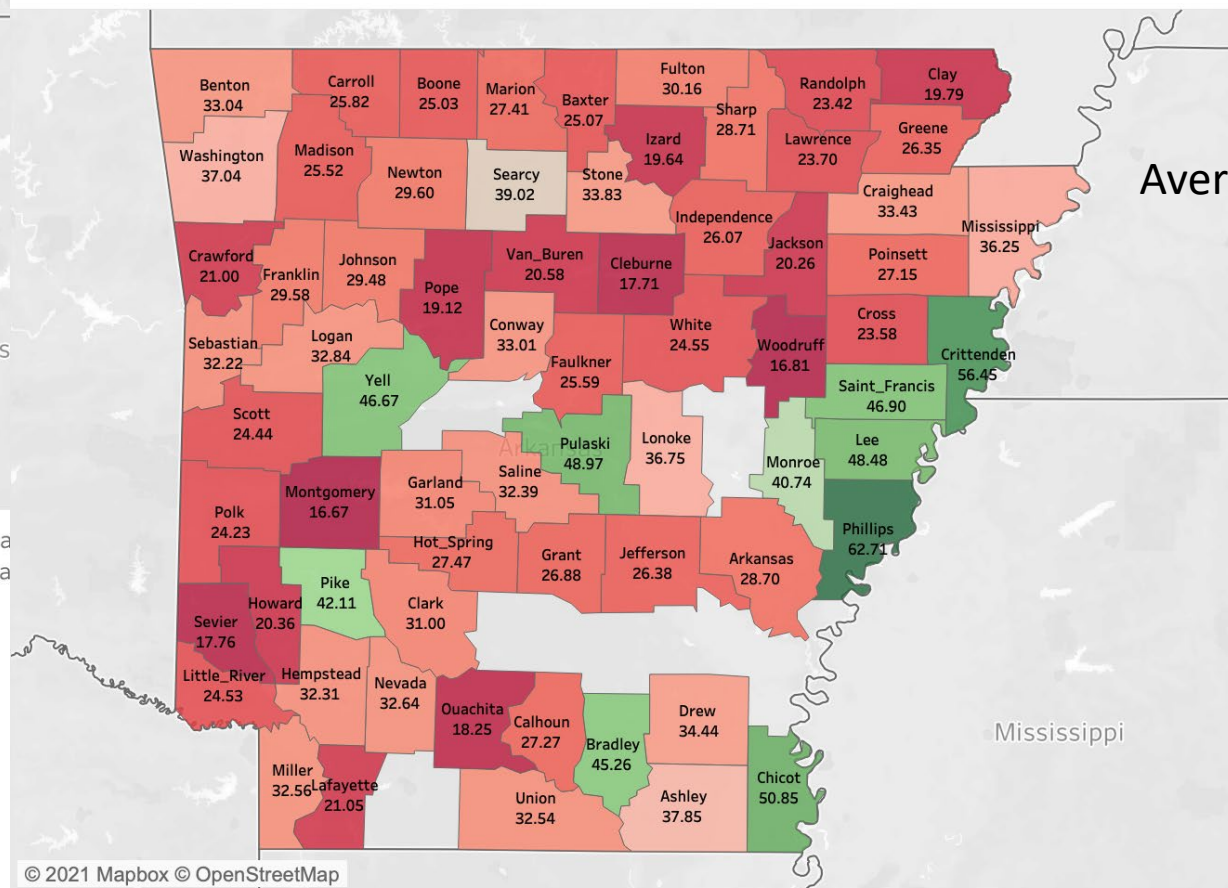 Benton
33.04
Carroll
25.82
Boone
25.03
Marion
27.41
Baxter
25.07
Fulton
30.16
Sharp
28.71
Randolph
23.42
Clay
19.79
Izard
19.64
Lawrence
23.70
Greene
26.35
Washington
37.04
Madison
25.52
Newton
29.60
Searcy
39.02
Stone
33.83
Independence
26.07
Jackson
20.26
Craighead
33.43
Mississippi
36.25
Aver
Crawford
21.00
Franklin
29.58
Johnson
29.48
Pope
19.12
Van_Buren
20.58
Cleburne
17.71
Poinsett
27.15
Sebastian
32.22
Logan
32.84
Conway
33.01
Faulkner
25.59
White
24.55
Woodruff
16.81
Cross
23.58
Crittenden
56.45
s
Yell
46.67
Saint_Francis
46.90
Scott
24.44
Arkansas
Pulaski
48.97
Lonoke
36.75
Monroe
40.74
Lee
48.48
Polk
24.23
Montgomery
16.67
Garland
31.05
Saline
32.39
Phillips
62.71
a
a
Hot_Spring
27.47
Grant
26.88
Jefferson
26.38
Arkansas
28.70
Sevier
17.76
Howard
20.36
Pike
42.11
Clark
31.00
Little_River
24.53
Hempstead
32.31
Nevada
32.64
Ouachita
18.25
Calhoun
27.27
Bradley
45.26
Drew
34.44
Mississippi
Miller
32.56
Lafayette
21.05
Union
32.54
Ashley
37.85
Chicot
50.85
© 2021 Mapbox © OpenStreetMap